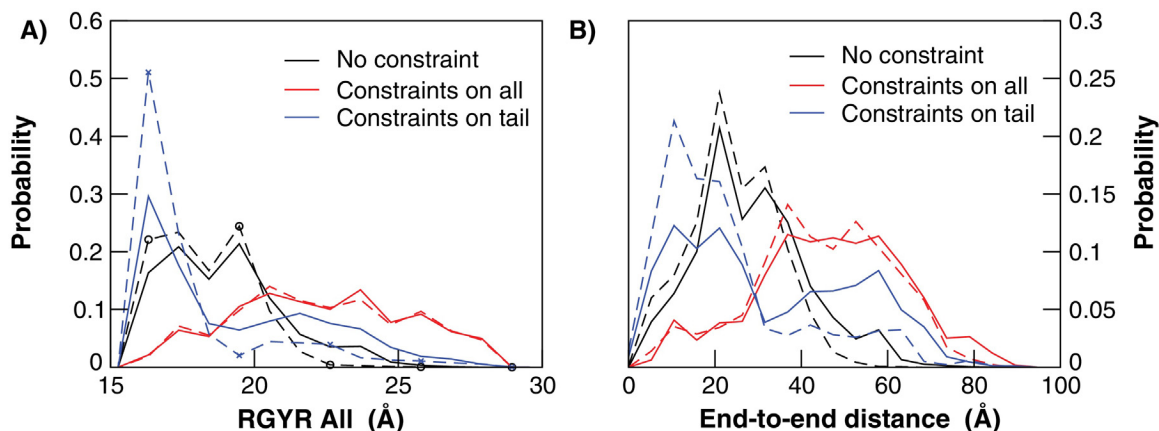 A)
0.6
0.5
0.4
0.3
0.2
0.1
0
Probability
No constraint
Constraints on all
Constraints on tail
15
20
25
30
RGYR All (Å)
B)
No constraint
Constraints on all
Constraints on tail
0.3
0.25
0.2
0.15
0.1
0.05
0
Probability
0
20
40
60
80
100
End-to-end distance (Å)